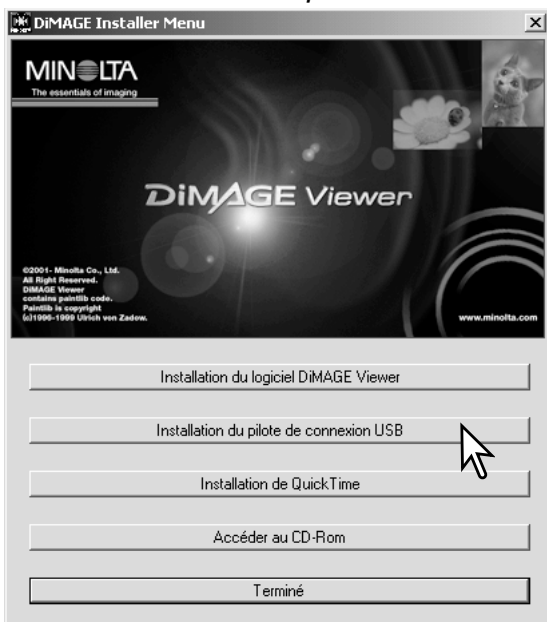 DiMAGE Installer Menu
MINOLTA
The essentials of imaging
DiMAGE Viewer
©2001- Minolta Co., Ltd.
All Right Reserved.
DiMAGE Viewer
contains paintlib code.
Paintlib is copyright
(c)1996-1999 Ulrich von Zadow.
www.minolta.com
Installation du logiciel DiMAGE Viewer
Installation du pilote de connexion USB
Installation de QuickTime
Accéder au CD-Rom
Terminé